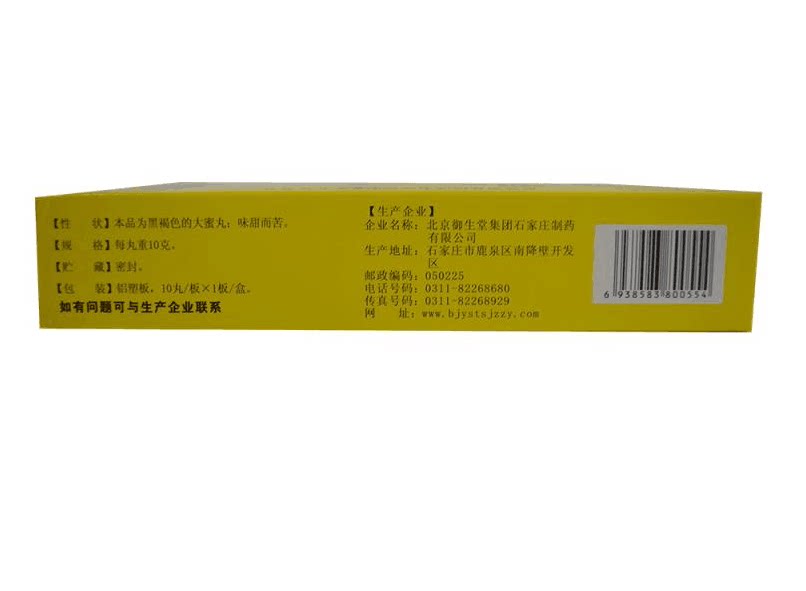 【性　　状】本品为黑褐色的大蜜丸；味甜而苦。
【规　　格】每丸重10克。
【贮　　藏】密封。
【包　　装】铝塑板，10丸/板×1板/盒。
如有问题可与生产企业联系
【生产企业】
企业名称：北京御生堂集团石家庄制药
有限公司
生产地址：石家庄市鹿泉区南降壁开发
区
邮政编码：050225
电话号码：0311-82268680
传真号码：0311-82268929
网　　址：www.bjystsjzzy.com
6 938583 800554